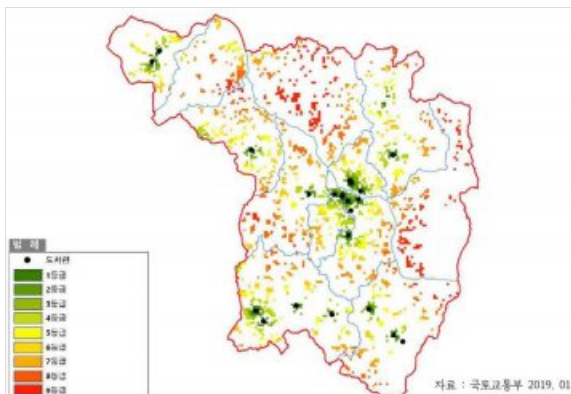 범 례
도서관
1등급
2등급
3등급
4등급
5등급
6등급
7등급
8등급
9등급
자료 : 국토교통부 2019, 01